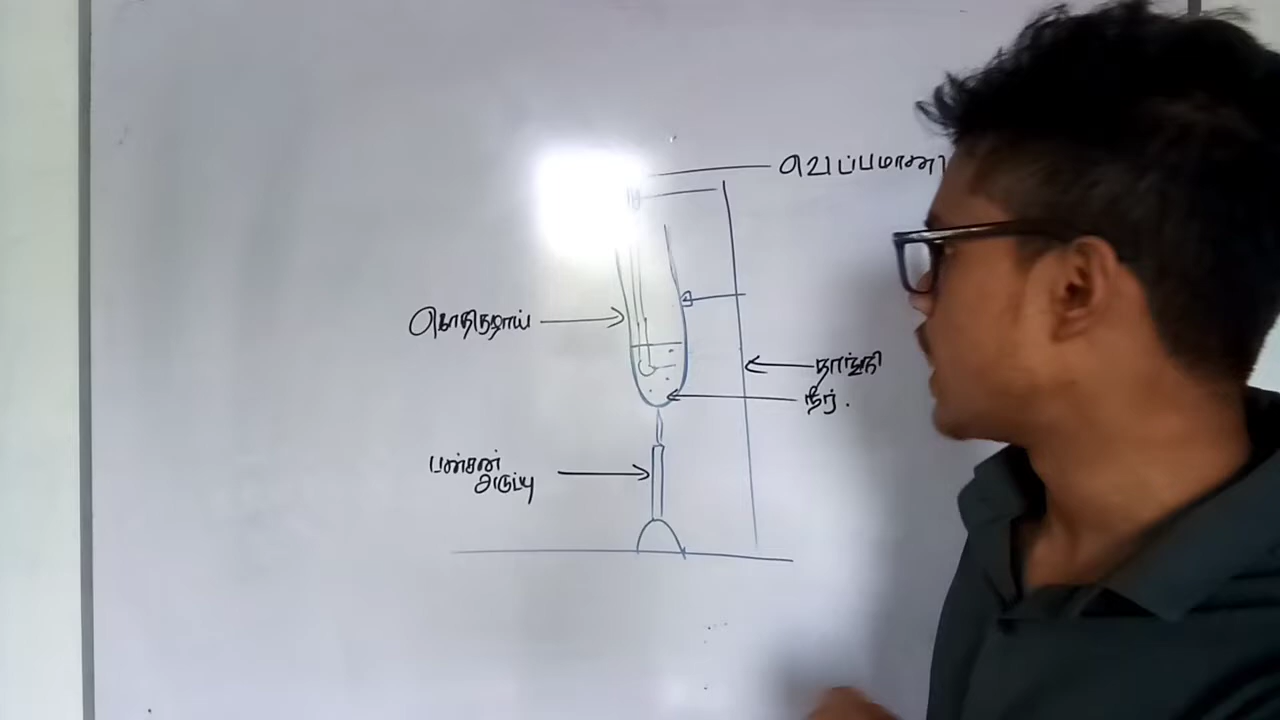 வெப்பமானி
கொதிகுழாய்
தாங்கி
நீர்.
பன்சன்
அடுப்பு